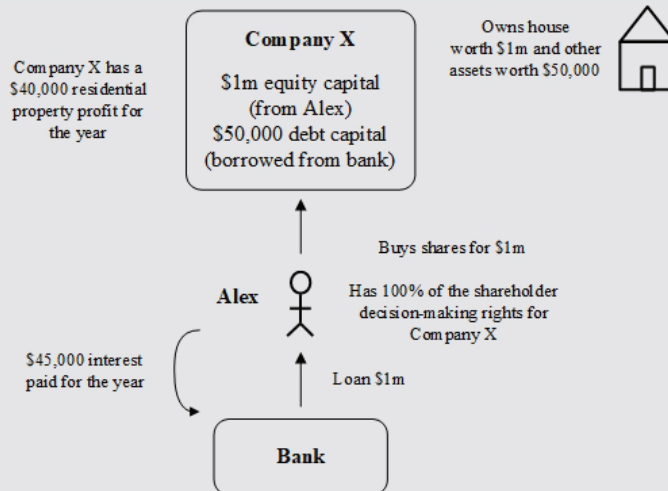 Company X
$1m equity capital
(from Alex)
$50,000 debt capital
(borrowed from bank)
Owns house
worth $1m and other
assets worth $50,000
Company X has a
$40,000 residential
property profit for
the year
Buys shares for $1m
Alex
Has 100% of the shareholder
decision-making rights for
Company X
$45,000 interest
paid for the year
Loan $1m
Bank